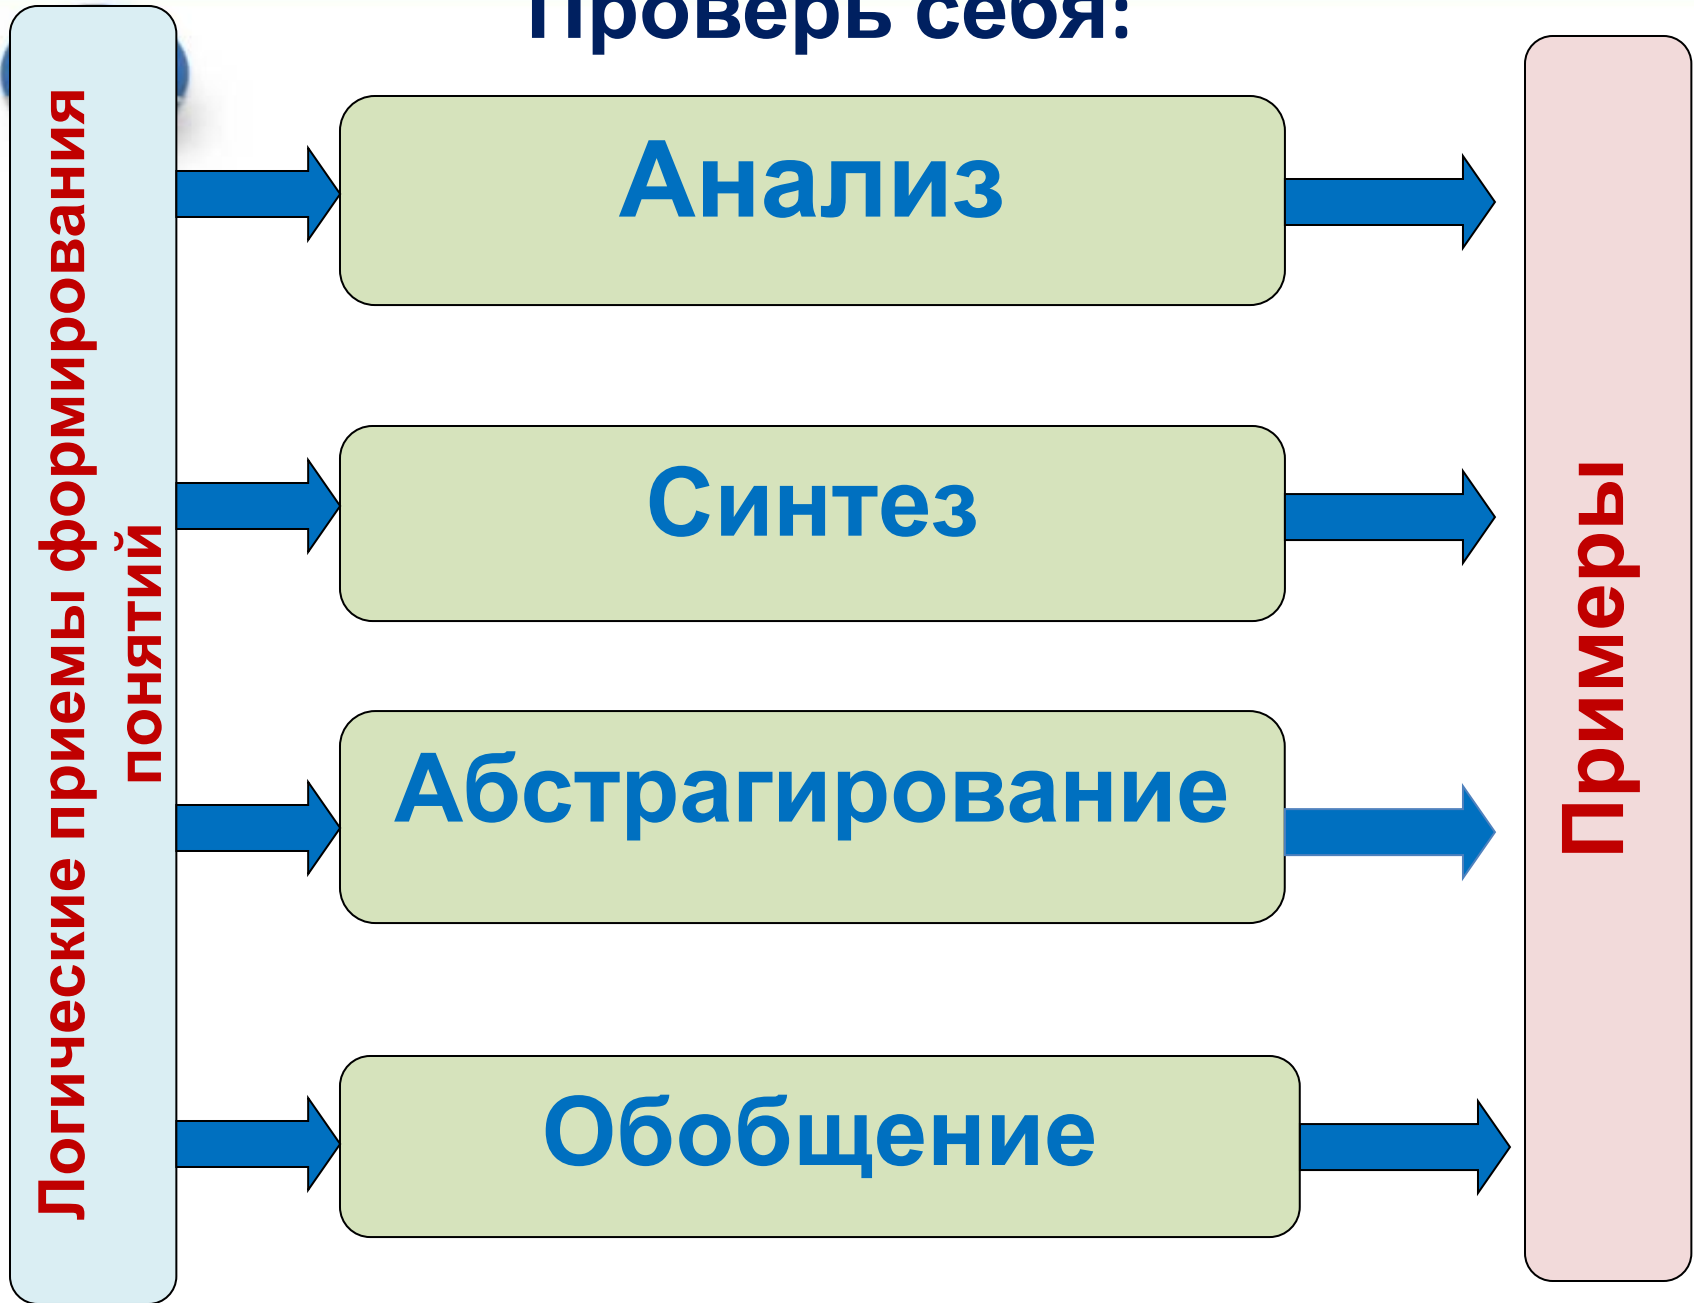 Проверь себя:
Логические приемы формирования
понятий
Анализ
Синтез
Абстрагирование
Обобщение
Примеры